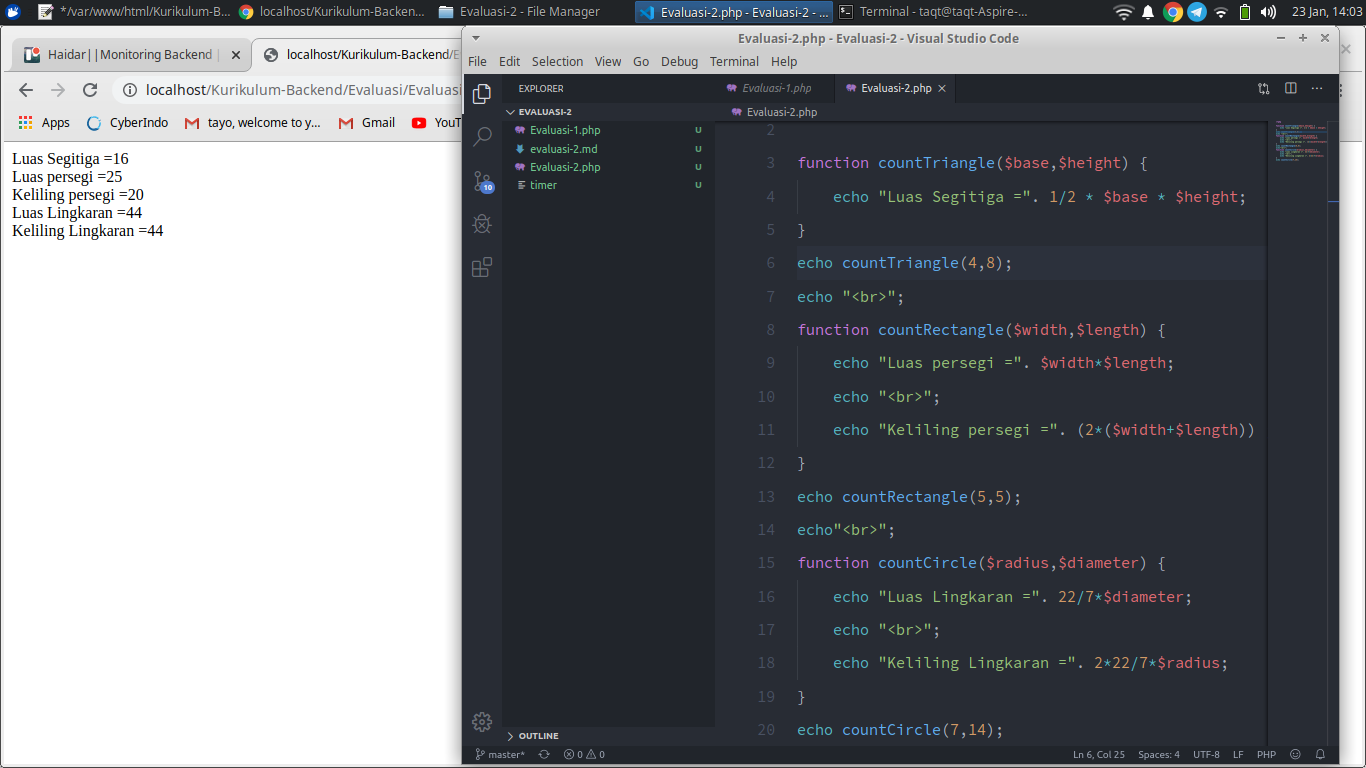 */var/www/html/Kurikulum-B...
localhost/Kurikulum-Backen...
Evaluasi-2 - File Manager
Evaluasi-2.php - Evaluasi-2 - ...
Terminal - taqt@taqt-Aspire-...
23 Jan, 14:03
Haidar||Monitoring Backend |
localhost/Kurikulum-Backend/E
localhost/Kurikulum-Backend/Evaluasi/Evaluasi
Apps
CyberIndo
tayo, welcome to y...
Gmail
YouT
Luas Segitiga =16
Luas persegi =25
Keliling persegi =20
Luas Lingkaran =44
Keliling Lingkaran =44
Evaluasi-2.php - Evaluasi-2 - Visual Studio Code
File Edit Selection View Go Debug Terminal Help
EXPLORER
EVALUASI-2
Evaluasi-1.php U
evaluasi-2.md U
Evaluasi-2.php U
timer U
10
OUTLINE
Evaluasi-1.php
Evaluasi-2.php
Evaluasi-2.php
2
3 function countTriangle($base,$height) {
4 echo "Luas Segitiga =". 1/2 * $base * $height;
5 }
6 echo countTriangle(4,8);
7 echo "<br>";
8 function countRectangle($width,$length) {
9 echo "Luas persegi =". $width*$length;
10 echo "<br>";
11 echo "Keliling persegi =". (2*($width+$length))
12 }
13 echo countRectangle(5,5);
14 echo"<br>";
15 function countCircle($radius,$diameter) {
16 echo "Luas Lingkaran =". 22/7*$diameter;
17 echo "<br>";
18 echo "Keliling Lingkaran =". 2*22/7*$radius;
19 }
20 echo countCircle(7,14);
master* 0 0 Ln 6, Col 25 Spaces: 4 UTF-8 LF PHP